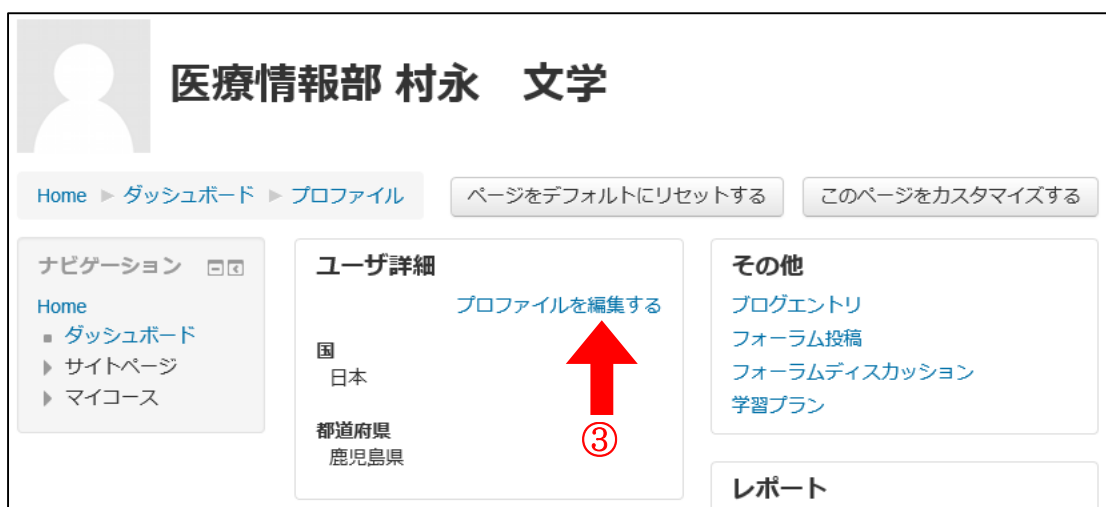 医療情報部 村永　文学
Home ▶ ダッシュボード ▶ プロファイル
ページをデフォルトにリセットする
このページをカスタマイズする
ナビゲーション
Home
ダッシュボード
サイトページ
マイコース
ユーザ詳細
プロファイルを編集する
国
日本
都道府県
鹿児島県
③
その他
ブログエントリ
フォーラム投稿
フォーラムディスカッション
学習プラン
レポート